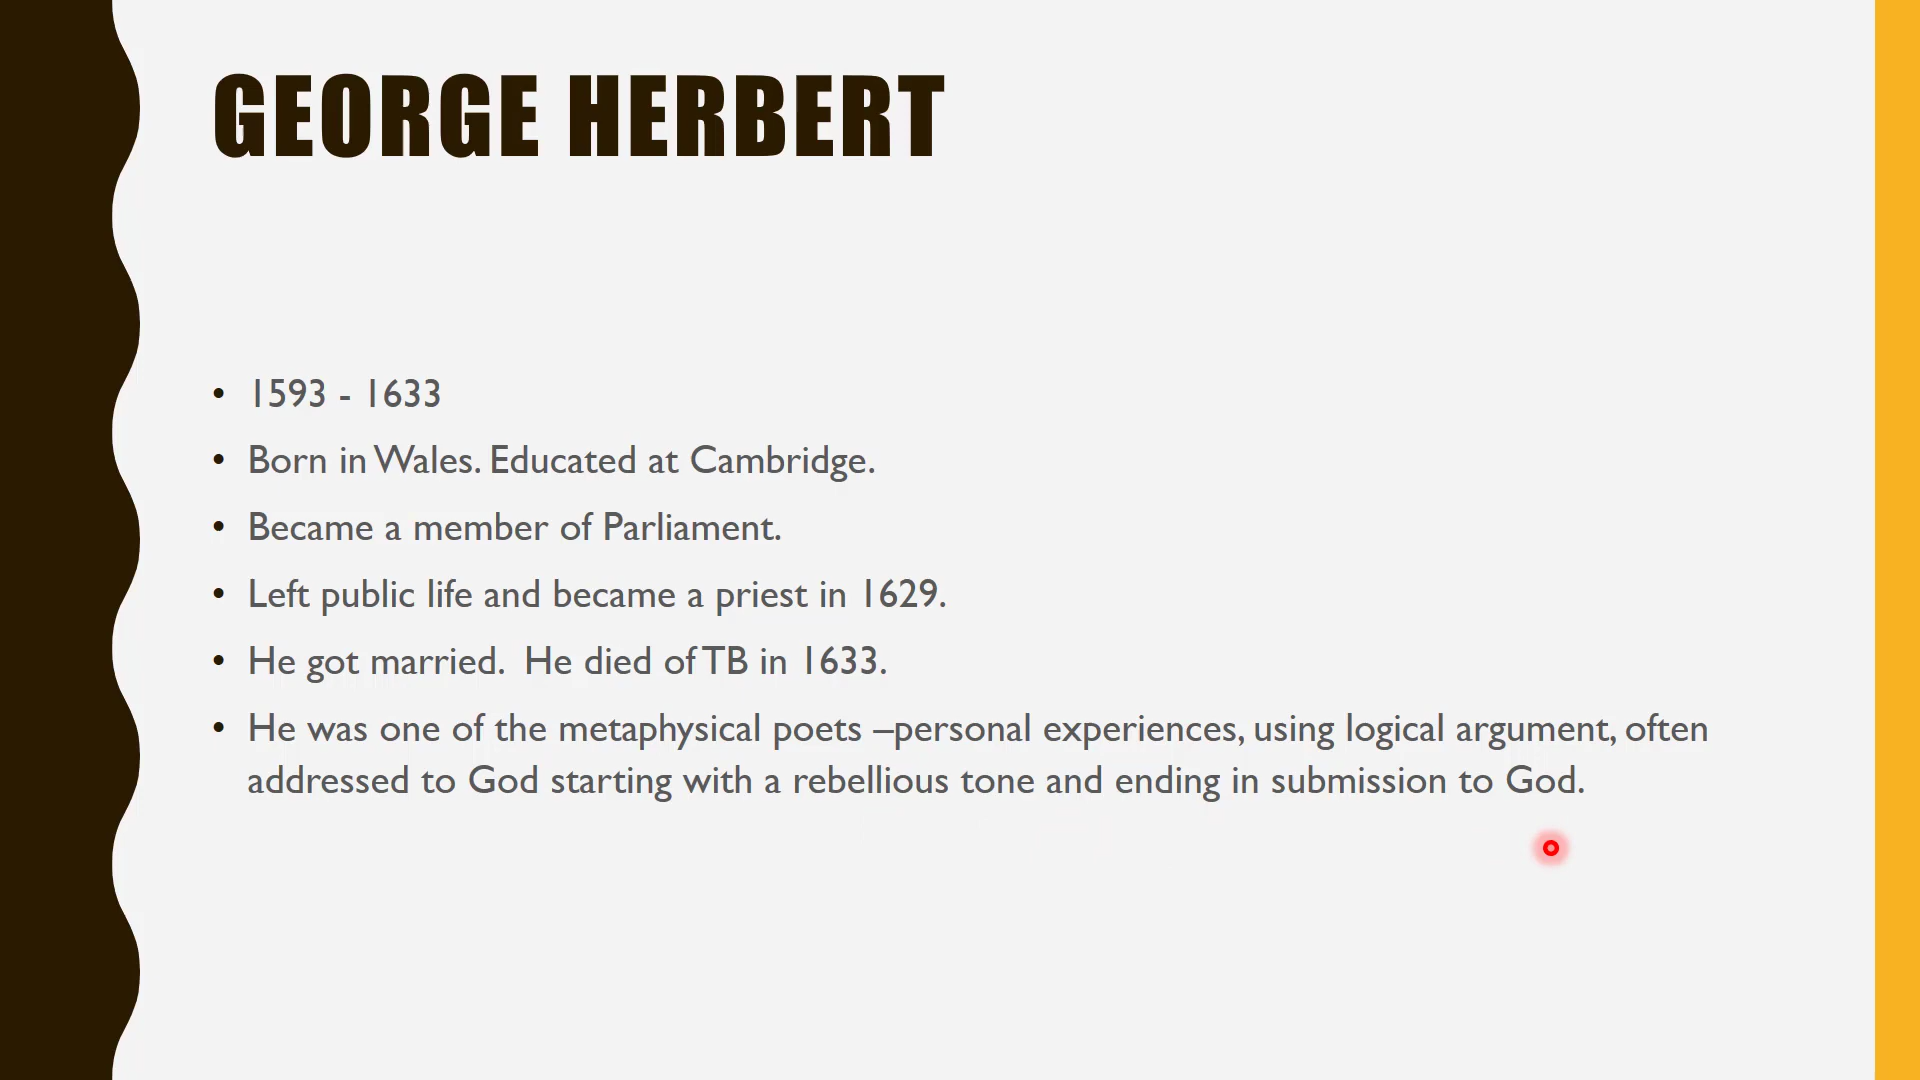 GEORGE HERBERT
• 1593 - 1633
• Born in Wales. Educated at Cambridge.
• Became a member of Parliament.
• Left public life and became a priest in 1629.
• He got married.  He died of TB in 1633.
• He was one of the metaphysical poets –personal experiences, using logical argument, often
addressed to God starting with a rebellious tone and ending in submission to God.